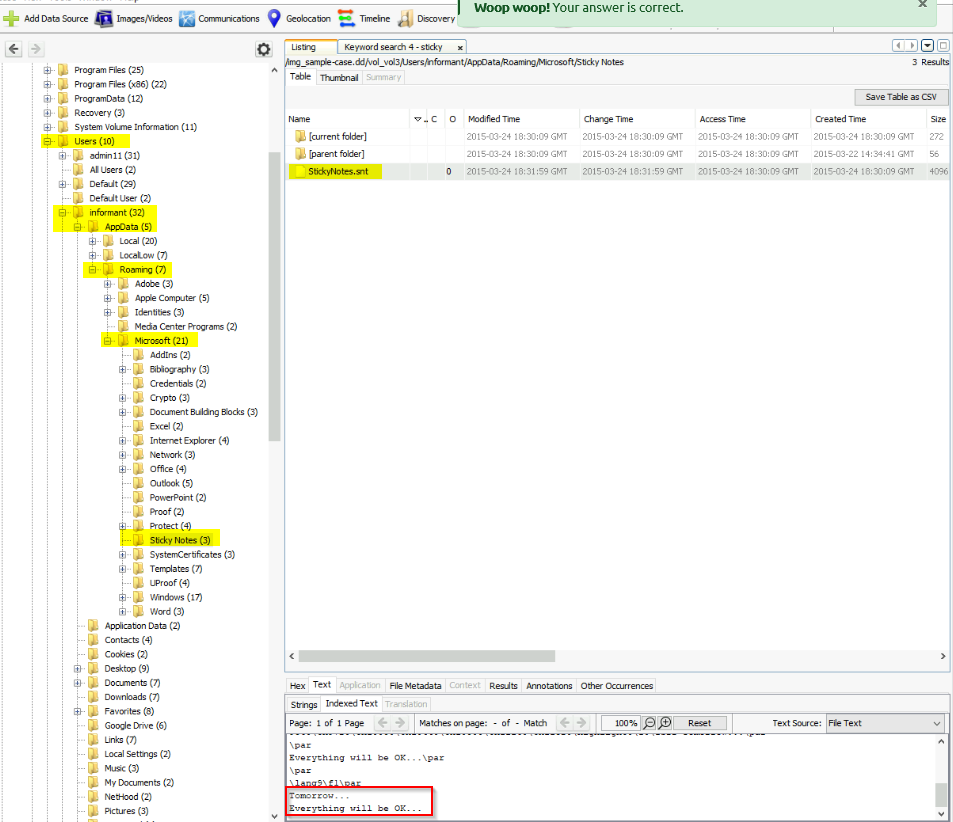 Woop woop! Your answer is correct.
×
Add Data Source Images/Videos Communications Geolocation Timeline Discovery
Listing Keyword search 4 - sticky x
/img_sample-case.dd/vol_vol3/Users/informant/AppData/Roaming/Microsoft/Sticky Notes 3 Results
Table Thumbnail Summary
Save Table as CSV
Name C O Modified Time Change Time Access Time Created Time Size
[current folder] 2015-03-24 18:30:09 GMT 2015-03-24 18:30:09 GMT 2015-03-24 18:30:09 GMT 2015-03-24 18:30:09 GMT 272
[parent folder] 2015-03-24 18:30:09 GMT 2015-03-24 18:30:09 GMT 2015-03-24 18:30:09 GMT 2015-03-22 14:34:41 GMT 56
StickyNotes.snt 0 2015-03-24 18:31:59 GMT 2015-03-24 18:31:59 GMT 2015-03-24 18:30:09 GMT 2015-03-24 18:30:09 GMT 4096
Program Files (25)
Program Files (x86) (22)
ProgramData (12)
Recovery (3)
System Volume Information (11)
Users (10)
admin11 (31)
All Users (2)
Default (29)
Default User (2)
informant (32)
AppData (5)
Local (20)
LocalLow (7)
Roaming (7)
Adobe (3)
Apple Computer (5)
Identities (3)
Media Center Programs (2)
Microsoft (21)
AddIns (2)
Bibliography (3)
Credentials (2)
Crypto (3)
Document Building Blocks (3)
Excel (2)
Internet Explorer (4)
Network (3)
Office (4)
Outlook (5)
PowerPoint (2)
Proof (2)
Protect (4)
Sticky Notes (3)
SystemCertificates (3)
Templates (7)
UProof (4)
Windows (17)
Word (3)
Application Data (2)
Contacts (4)
Cookies (2)
Desktop (9)
Documents (7)
Downloads (7)
Favorites (8)
Google Drive (6)
Links (7)
Local Settings (2)
Music (3)
My Documents (2)
NetHood (2)
Pictures (3)
Hex Text Application File Metadata Context Results Annotations Other Occurrences
Strings Indexed Text Translation
Page: 1 of 1 Page Matches on page: - of - Match 100% Reset Text Source: File Text
\par
Everything will be OK...\par
\par
\lang9\f1\par
Tomorrow...
Everything will be OK...